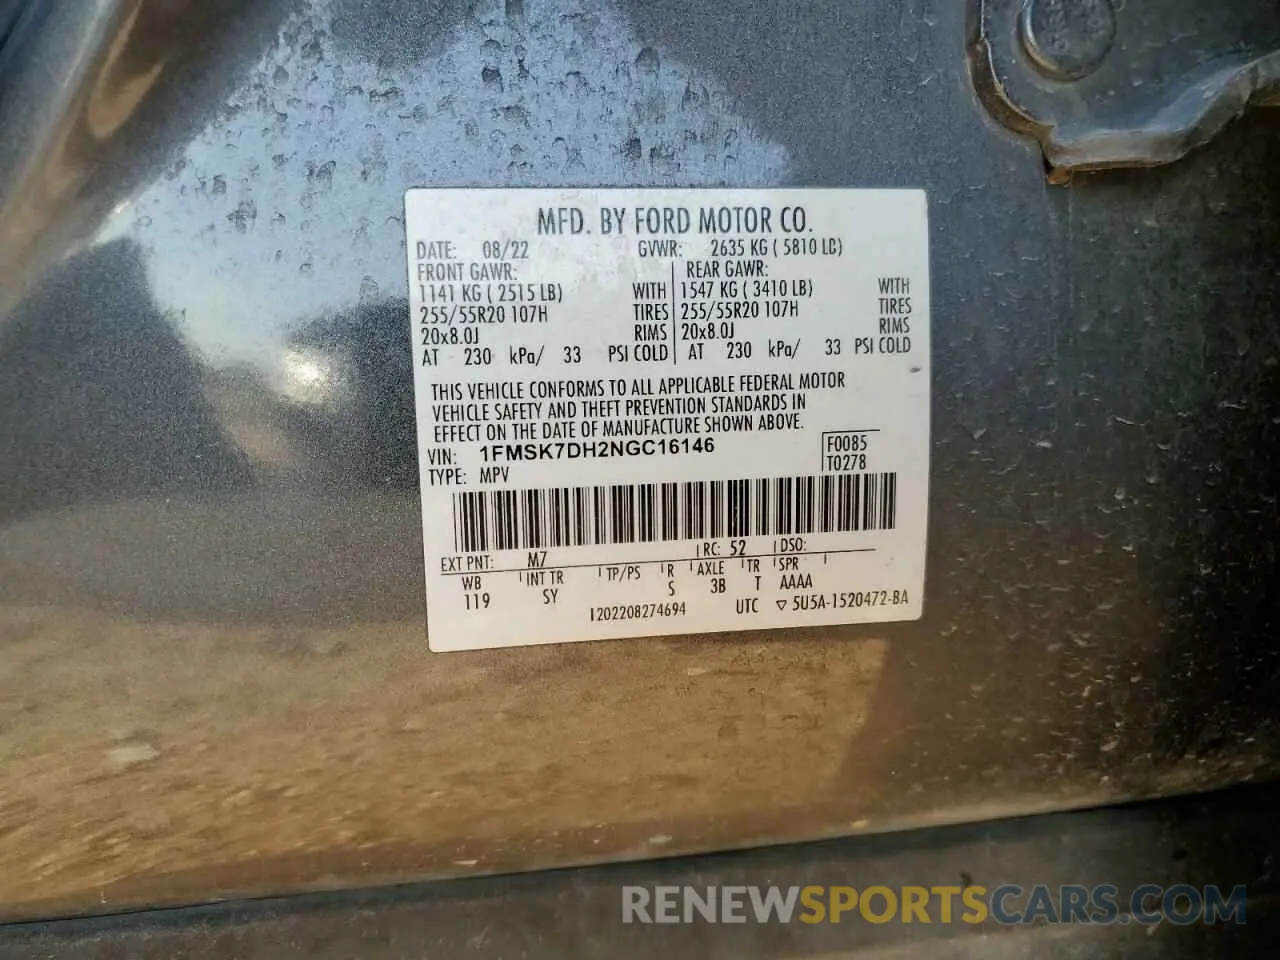 MFD. BY FORD MOTOR CO.
DATE: 08/22 GVWR: 2635 KG ( 5810 LB)
FRONT GAWR: REAR GAWR:
1141 KG ( 2515 LB) WITH 1547 KG ( 3410 LB) WITH
255/55R20 107H TIRES 255/55R20 107H TIRES
20x8.0J RIMS 20x8.0J RIMS
AT 230 kPa/ 33 PSI COLD AT 230 kPa/ 33 PSI COLD
THIS VEHICLE CONFORMS TO ALL APPLICABLE FEDERAL MOTOR
VEHICLE SAFETY AND THEFT PREVENTION STANDARDS IN
EFFECT ON THE DATE OF MANUFACTURE SHOWN ABOVE.
VIN: 1FMSK7DH2NGC16146 F0085
TYPE: MPV T0278
EXT PNT: M7 RC: 52 DSO:
WB INT TR TP/PS R AXLE TR SPR
119 SY S 3B T AAAA
1202208274694 UTC ▽ 5U5A-1520472-BA
RENEWSPORTSCARS.COM